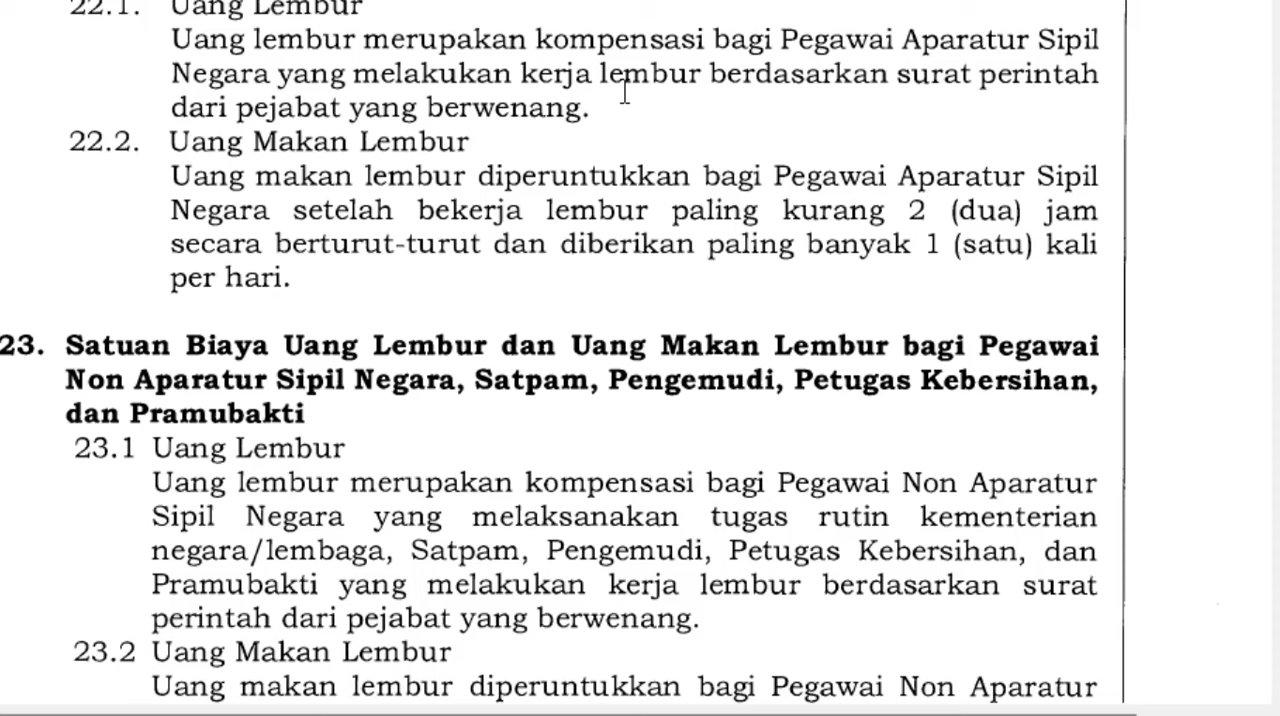 22.1. Uang Lembur
Uang lembur merupakan kompensasi bagi Pegawai Aparatur Sipil
Negara yang melakukan kerja lembur berdasarkan surat perintah
dari pejabat yang berwenang.
22.2. Uang Makan Lembur
Uang makan lembur diperuntukkan bagi Pegawai Aparatur Sipil
Negara setelah bekerja lembur paling kurang 2 (dua) jam
secara berturut-turut dan diberikan paling banyak 1 (satu) kali
per hari.
23. Satuan Biaya Uang Lembur dan Uang Makan Lembur bagi Pegawai
Non Aparatur Sipil Negara, Satpam, Pengemudi, Petugas Kebersihan,
dan Pramubakti
23.1 Uang Lembur
Uang lembur merupakan kompensasi bagi Pegawai Non Aparatur
Sipil Negara yang melaksanakan tugas rutin kementerian
negara/lembaga, Satpam, Pengemudi, Petugas Kebersihan, dan
Pramubakti yang melakukan kerja lembur berdasarkan surat
perintah dari pejabat yang berwenang.
23.2 Uang Makan Lembur
Uang makan lembur diperuntukkan bagi Pegawai Non Aparatur